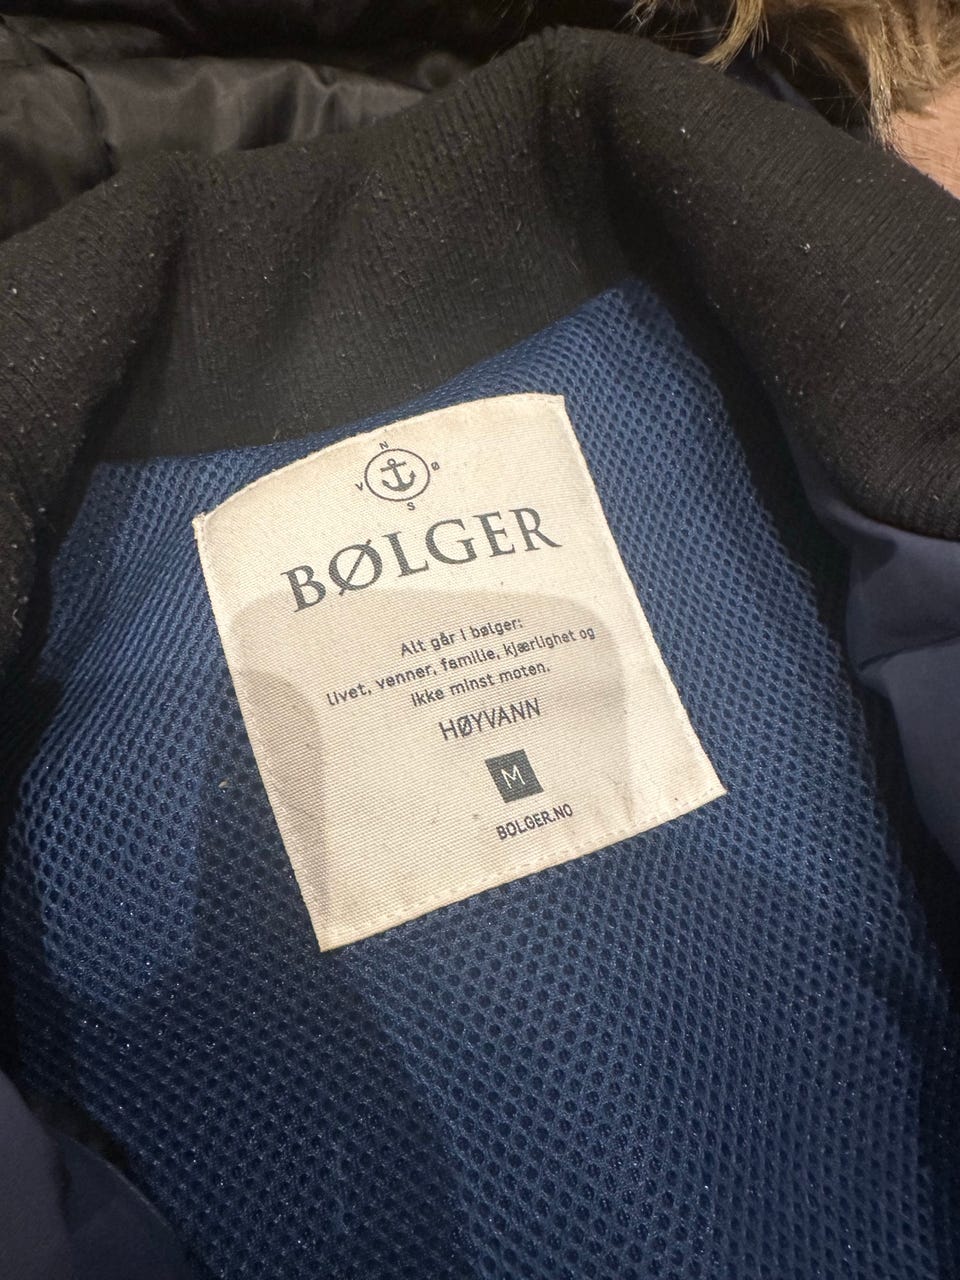 N
V Ø
S
BØLGER
Alt går i bølger:
livet, venner, familie, kjærlighet og
ikke minst moten.
HØYVANN
M
BOLGER.NO